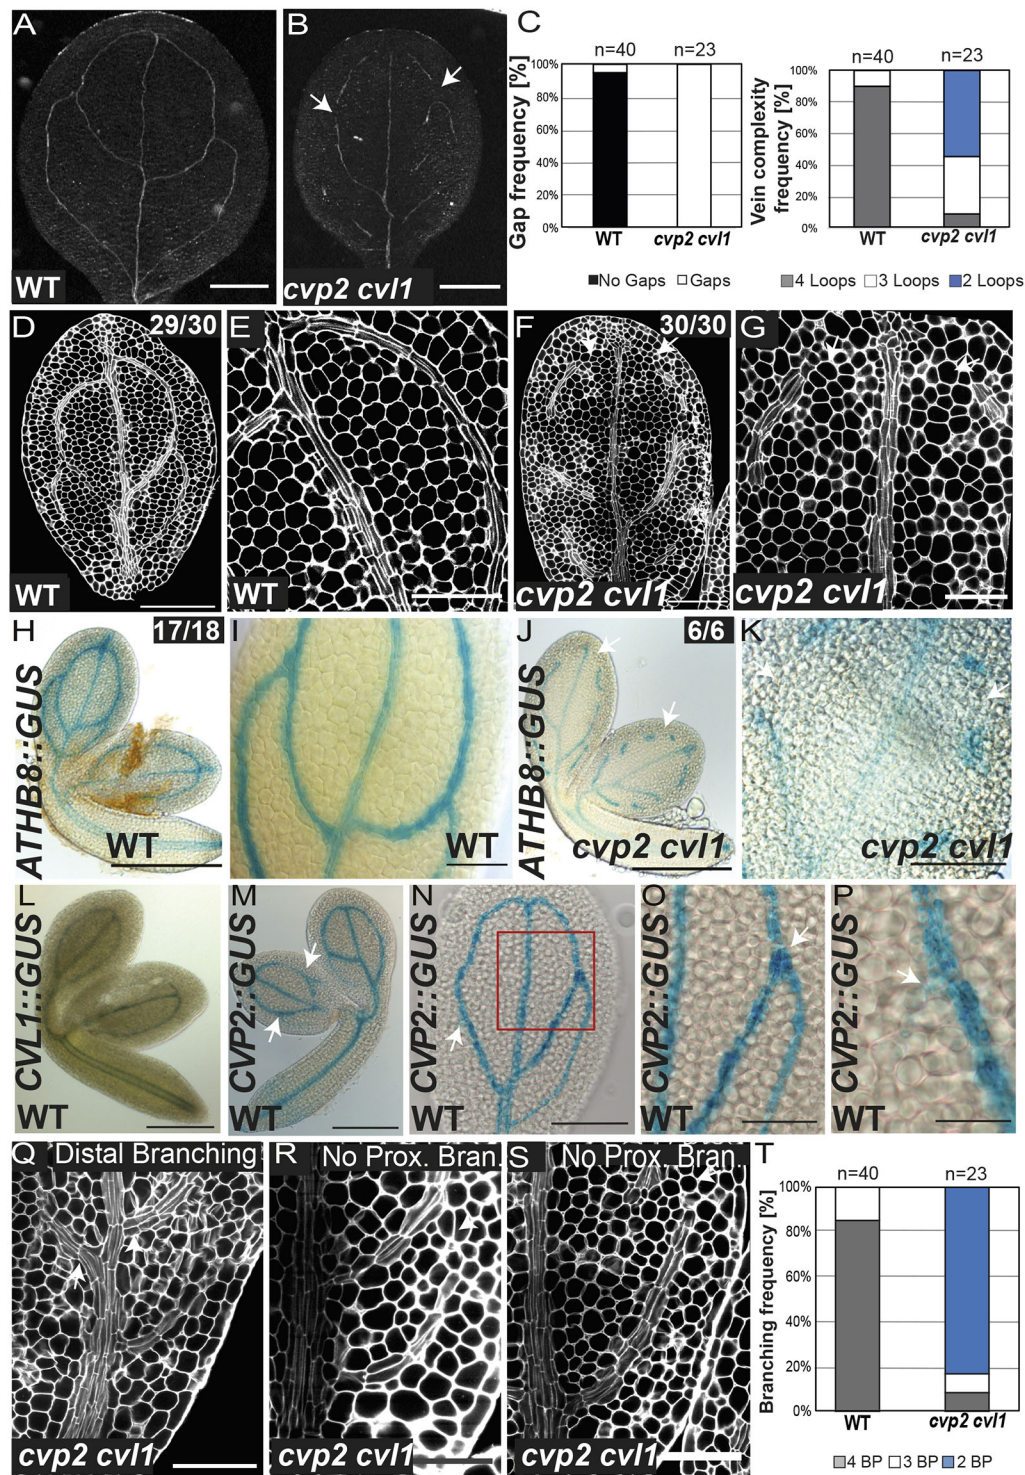 A
WT
B
cvp2 cvl1
C
n=40 n=23
Gap frequency [%]
100%
80%
60%
40%
20%
0%
WT cvp2 cvl1
No Gaps Gaps
n=40 n=23
Vein complexity
frequency [%]
100%
80%
60%
40%
20%
0%
WT cvp2 cvl1
4 Loops 3 Loops 2 Loops
D 29/30
WT
E
WT
F 30/30
cvp2 cvl1
G
cvp2 cvl1
H 17/18
ATHB8::GUS
WT
I
J 6/6
ATHB8::GUS
cvp2 cvl1
K
cvp2 cvl1
L
CVL1::GUS
WT
M
CVP2::GUS
WT
N
CVP2::GUS
WT
O
CVP2::GUS
WT
P
CVP2::GUS
WT
Q Distal Branching
cvp2 cvl1
R No Prox. Bran.
cvp2 cvl1
S No Prox. Bran.
cvp2 cvl1
T
n=40 n=23
Branching frequency [%]
100%
80%
60%
40%
20%
0%
WT cvp2 cvl1
4 BP 3 BP 2 BP